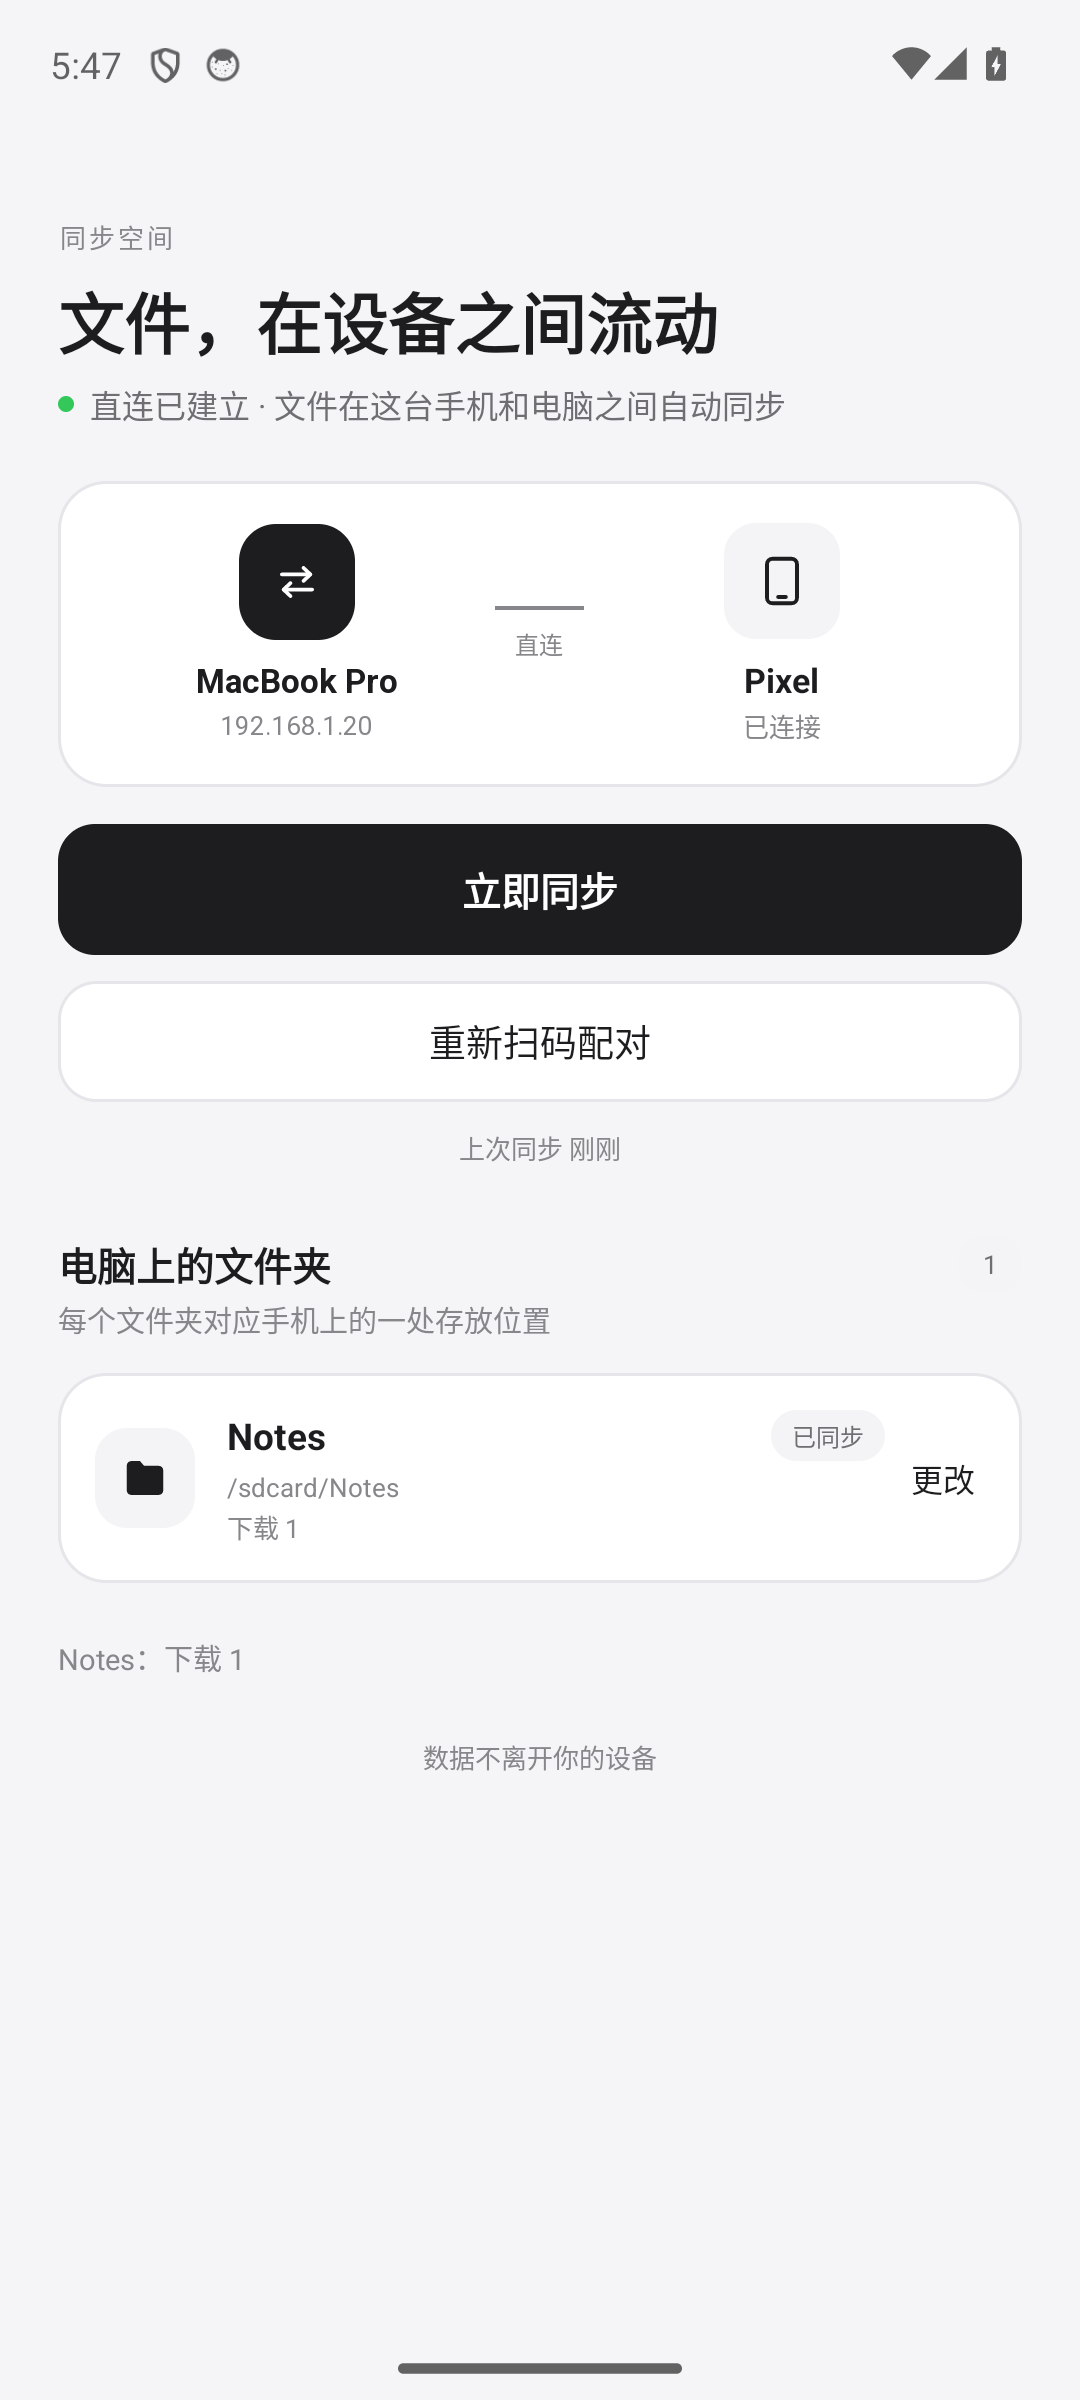 5:47
同步空间
文件，在设备之间流动
直连已建立 · 文件在这台手机和电脑之间自动同步
直连
MacBook Pro
Pixel
192.168.1.20
已连接
立即同步
重新扫码配对
上次同步 刚刚
电脑上的文件夹
1
每个文件夹对应手机上的一处存放位置
Notes
已同步
/sdcard/Notes
更改
下载 1
Notes：下载 1
数据不离开你的设备